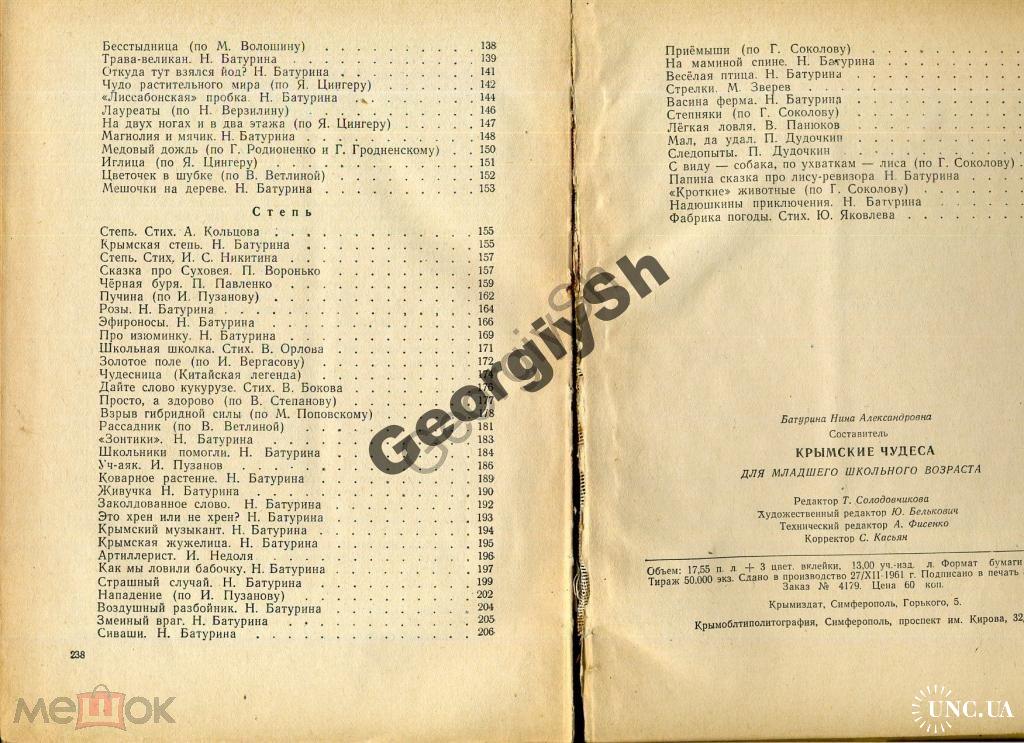 Бесстыдница (по М. Волошину) . . . . . . . . . . 138
Трава-великан. Н. Батурина . . . . . . . . . . 139
Откуда тут взялся йод? Н. Батурина . . . . . . . . 141
Чудо растительного мира (по Я. Цингеру) . . . . . . 142
«Лиссабонская» пробка. Н. Батурина . . . . . . . . 144
Лауреаты (по Н. Верзилину) . . . . . . . . . . 146
На двух ногах и в два этажа (по Я. Цингеру) . . . . . 147
Магнолия и мячик. Н. Батурина . . . . . . . . . 148
Медовый дождь (по Г. Родионенко и Г. Гродненскому) . . 150
Иглица (по Я. Цингеру) . . . . . . . . . . . 151
Цветочек в шубке (по В. Ветлиной) . . . . . . . . 152
Мешочки на дереве. Н. Батурина . . . . . . . . . 153
Степь
Степь. Стих. А. Кольцова . . . . . . . . . . . 155
Крымская степь. Н. Батурина . . . . . . . . . . 155
Степь. Стих, И. С. Никитина . . . . . . . . . . 157
Сказка про Суховея. П. Воронько . . . . . . . . 157
Чёрная буря. П. Павленко . . . . . . . . . . . 159
Пучина (по И. Пузанову) . . . . . . . . . . . 162
Розы. Н. Батурина . . . . . . . . . . . . . 164
Эфироносы. Н. Батурина . . . . . . . . . . . 166
Про изюминку. Н. Батурина . . . . . . . . . . 169
Школьная школка. Стих. В. Орлова . . . . . . . . 171
Золотое поле (по И. Вергасову) . . . . . . . . . 172
Чудесница (Китайская легенда) . . . . . . . . . 174
Дайте слово кукурузе. Стих. В. Бокова . . . . . . . 176
Просто, а здорово (по В. Степанову) . . . . . . . 177
Взрыв гибридной силы (по М. Поповскому) . . . . . . 178
Рассадник (по В. Ветлиной) . . . . . . . . . . 181
«Зонтики». Н. Батурина . . . . . . . . . . . 183
Школьники помогли. Н. Батурина . . . . . . . . . 184
Уч-аяк. И. Пузанов . . . . . . . . . . . . . 186
Коварное растение. Н. Батурина . . . . . . . . . 189
Живучка Н. Батурина . . . . . . . . . . . . 190
Заколдованное слово. Н. Батурина . . . . . . . . 192
Это хрен или не хрен? Н. Батурина . . . . . . . . 193
Крымский музыкант. Н. Батурина . . . . . . . . . 194
Крымская жужелица. Н. Батурина . . . . . . . . . 195
Артиллерист. И. Недоля . . . . . . . . . . . 196
Как мы ловили бабочку. Н. Батурина . . . . . . . . 197
Страшный случай. Н. Батурина . . . . . . . . . 199
Нападение (по И. Пузанову) . . . . . . . . . . 202
Воздушный разбойник. Н. Батурина . . . . . . . . 204
Змеиный враг. Н. Батурина . . . . . . . . . . 205
Сиваши. Н. Батурина . . . . . . . . . . . . 206
238
Приёмыши (по Г. Соколову) . . . . . . . .
На маминой спине. Н. Батурина . . . . . . .
Весёлая птица. Н. Батурина . . . . . . . .
Стрелки. М. Зверев . . . . . . . . . .
Васина ферма. Н. Батурина . . . . . . . .
Степняки (по Г. Соколову) . . . . . . . .
Лёгкая ловля. В. Панюков . . . . . . . .
Мал, да удал. П. Дудочкин . . . . . . . .
Следопыты. П. Дудочкин . . . . . . . . .
С виду — собака, по ухваткам — лиса (по Г. Соколову) .
Папина сказка про лису-ревизора Н. Батурина . . .
«Кроткие» животные (по Г. Соколову) . . . . .
Надюшкины приключения. Н. Батурина . . . . .
Фабрика погоды. Стих. Ю. Яковлева . . . . . .
Батурина Нина Александровна
Составитель
КРЫМСКИЕ ЧУДЕСА
ДЛЯ МЛАДШЕГО ШКОЛЬНОГО ВОЗРАСТА
Редактор Т. Солодовчикова
Художественный редактор Ю. Белькович
Технический редактор А. Фисенко
Корректор С. Касьян
Объем: 17,55 п. л + 3 цвет. вклейки, 13,00 уч.-изд. л. Формат бумаги
Тираж 50.000 экз. Сдано в производство 27/XII-1961 г. Подписано в печать
Заказ № 4179. Цена 60 коп.
Крымиздат, Симферополь, Горького, 5.
Крымоблтиполитография, Симферополь, проспект им. Кирова, 32,
GeorgiySh
мешок
UNC.UA